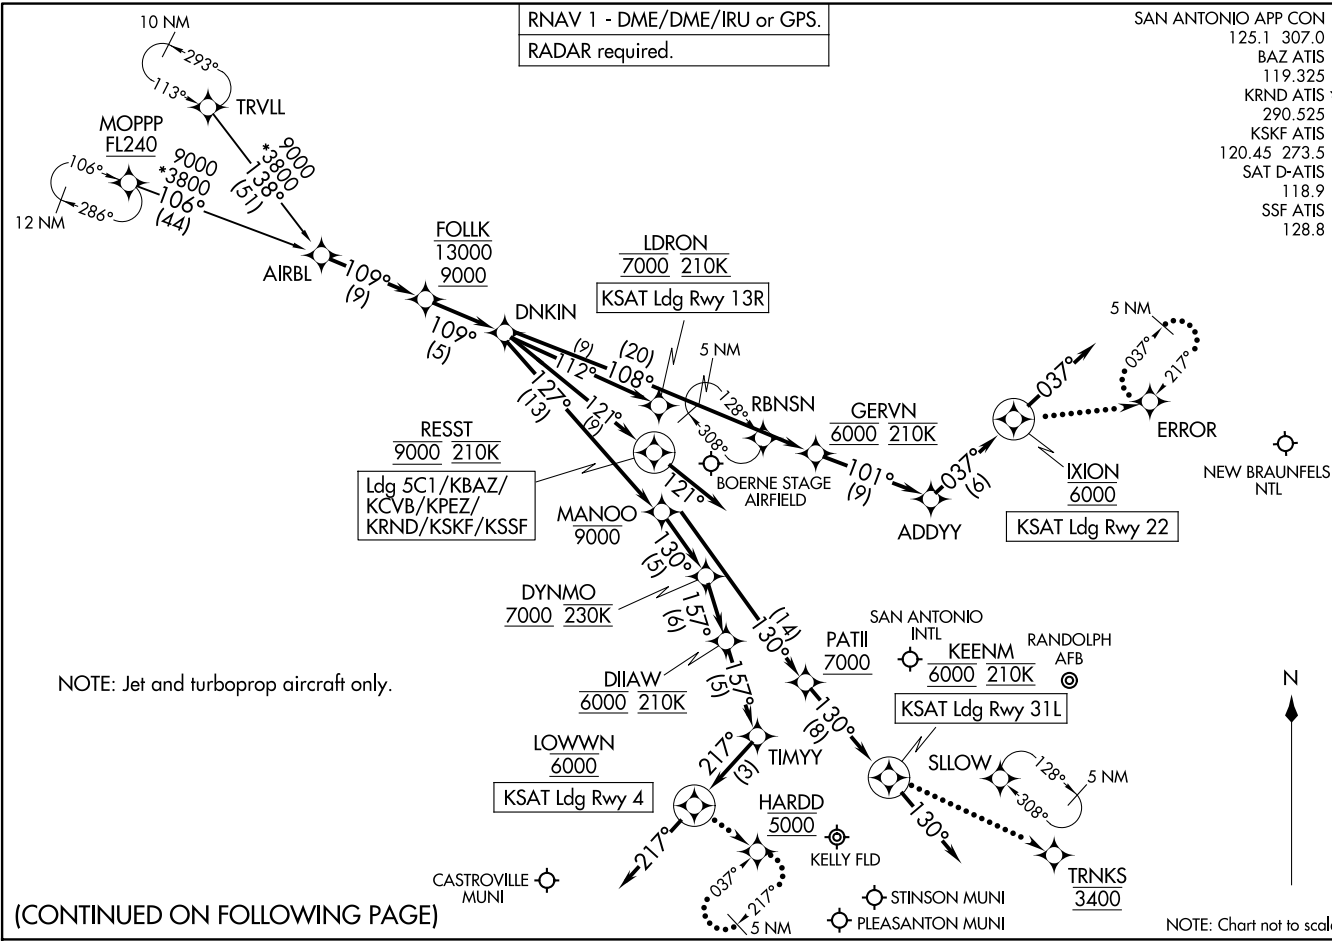 RNAV 1 - DME/DME/IRU or GPS.
RADAR required.
SAN ANTONIO APP CON
125.1 307.0
BAZ ATIS
119.325
KRND ATIS
290.525
KSKF ATIS
120.45 273.5
SAT D-ATIS
118.9
SSF ATIS
128.8
10 NM
293°
113°
TRVLL
MOPPP
FL240
106°
286°
12 NM
9000
*3800
106°
(44)
9000
*3800
138°
(51)
AIRBL
109°
(9)
FOLLK
13000
9000
109°
(5)
DNKIN
LDRON
7000 210K
KSAT Ldg Rwy 13R
(9)
112°
(20)
108°
127°
(13)
121°
(9)
121°
5 NM
128°
308°
RBNSN
BOERNE STAGE
AIRFIELD
GERVN
6000 210K
101°
(9)
ADDYY
037°
(6)
037°
IXION
6000
KSAT Ldg Rwy 22
5 NM
037°
217°
ERROR
NEW BRAUNFELS
NTL
RESST
9000 210K
Ldg 5C1/KBAZ/
KCVB/KPEZ/
KRND/KSKF/KSSF
MANOO
9000
130°
(5)
DYNMO
7000 230K
157°
(6)
(14)
130°
PATII
7000
130°
(8)
SAN ANTONIO
INTL
KEENM
6000 210K
KSAT Ldg Rwy 31L
RANDOLPH
AFB
NOTE: Jet and turboprop aircraft only.
DIIAW
6000 210K
157°
(5)
TIMYY
217°
(3)
LOWWN
6000
KSAT Ldg Rwy 4
217°
HARDD
5000
037°
217°
5 NM
KELLY FLD
SLLOW
128°
308°
5 NM
130°
TRNKS
3400
N
CASTROVILLE
MUNI
STINSON MUNI
PLEASANTON MUNI
(CONTINUED ON FOLLOWING PAGE)
NOTE: Chart not to scale